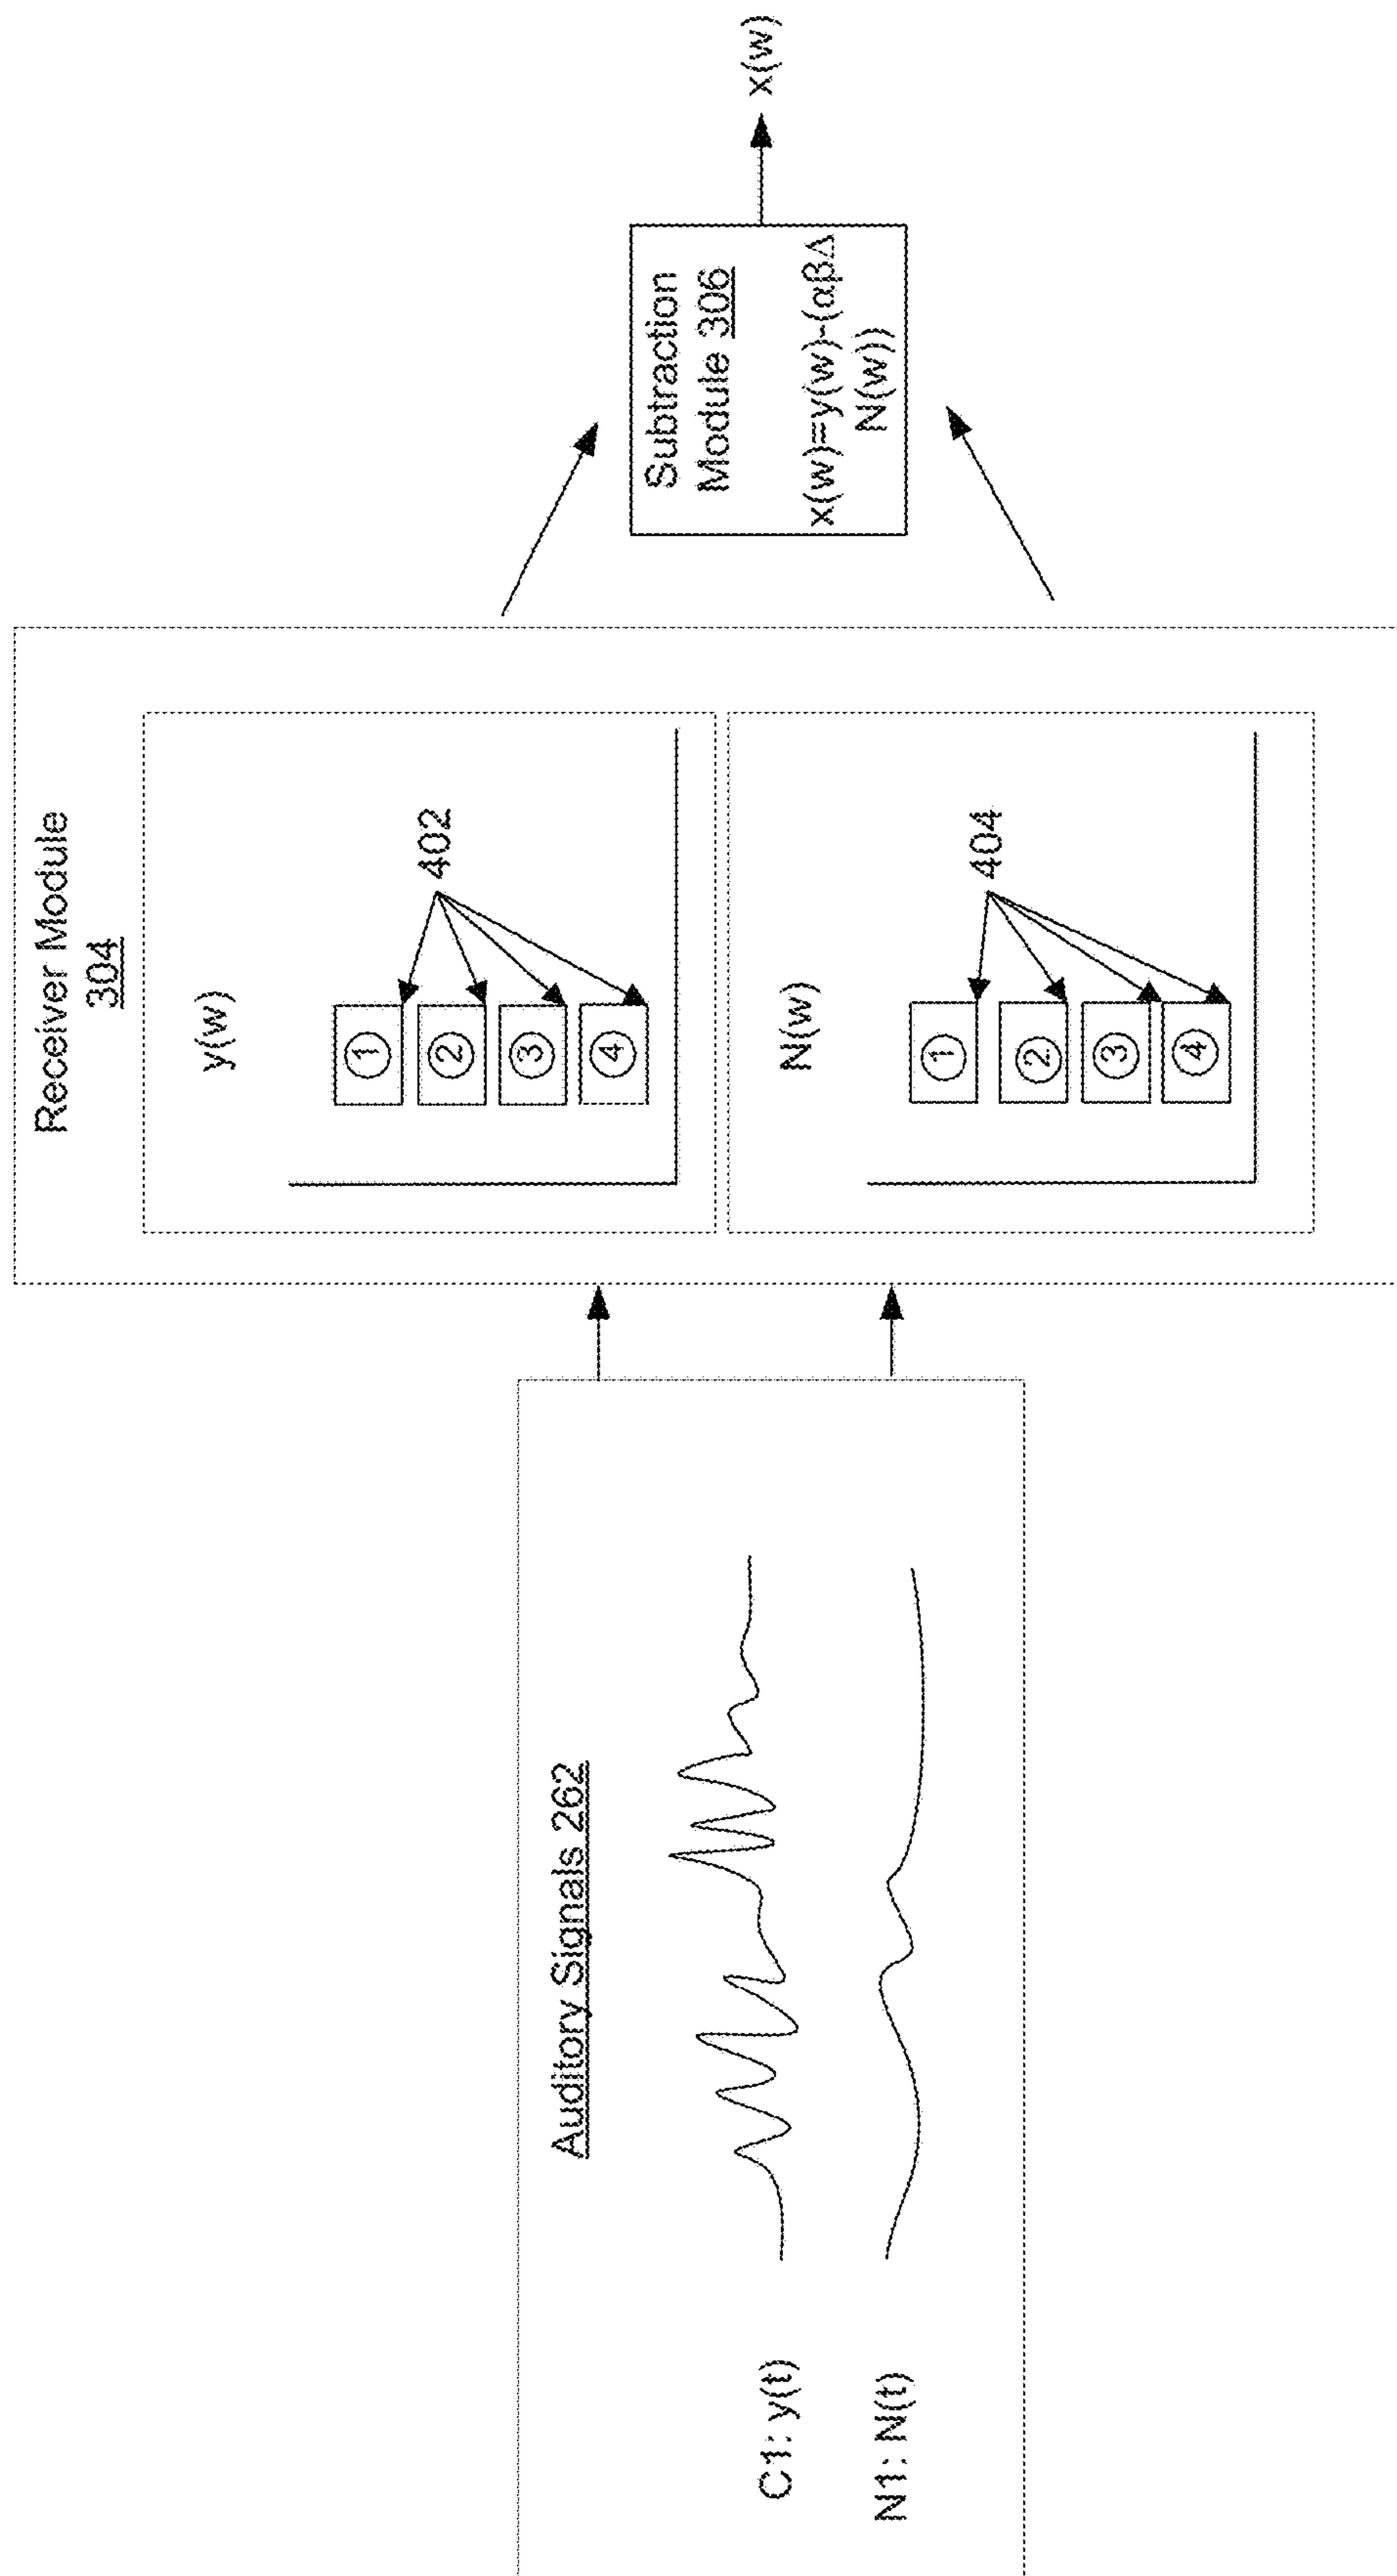 Auditory Signals 262
C1: y(t)
N1: N(t)
Receiver Module
304
y(w)
①
②
③
④
402
N(w)
①
②
③
④
404
Subtraction
Module 306
x(w)=y(w)-(αβΔ
N(w))
x(w)